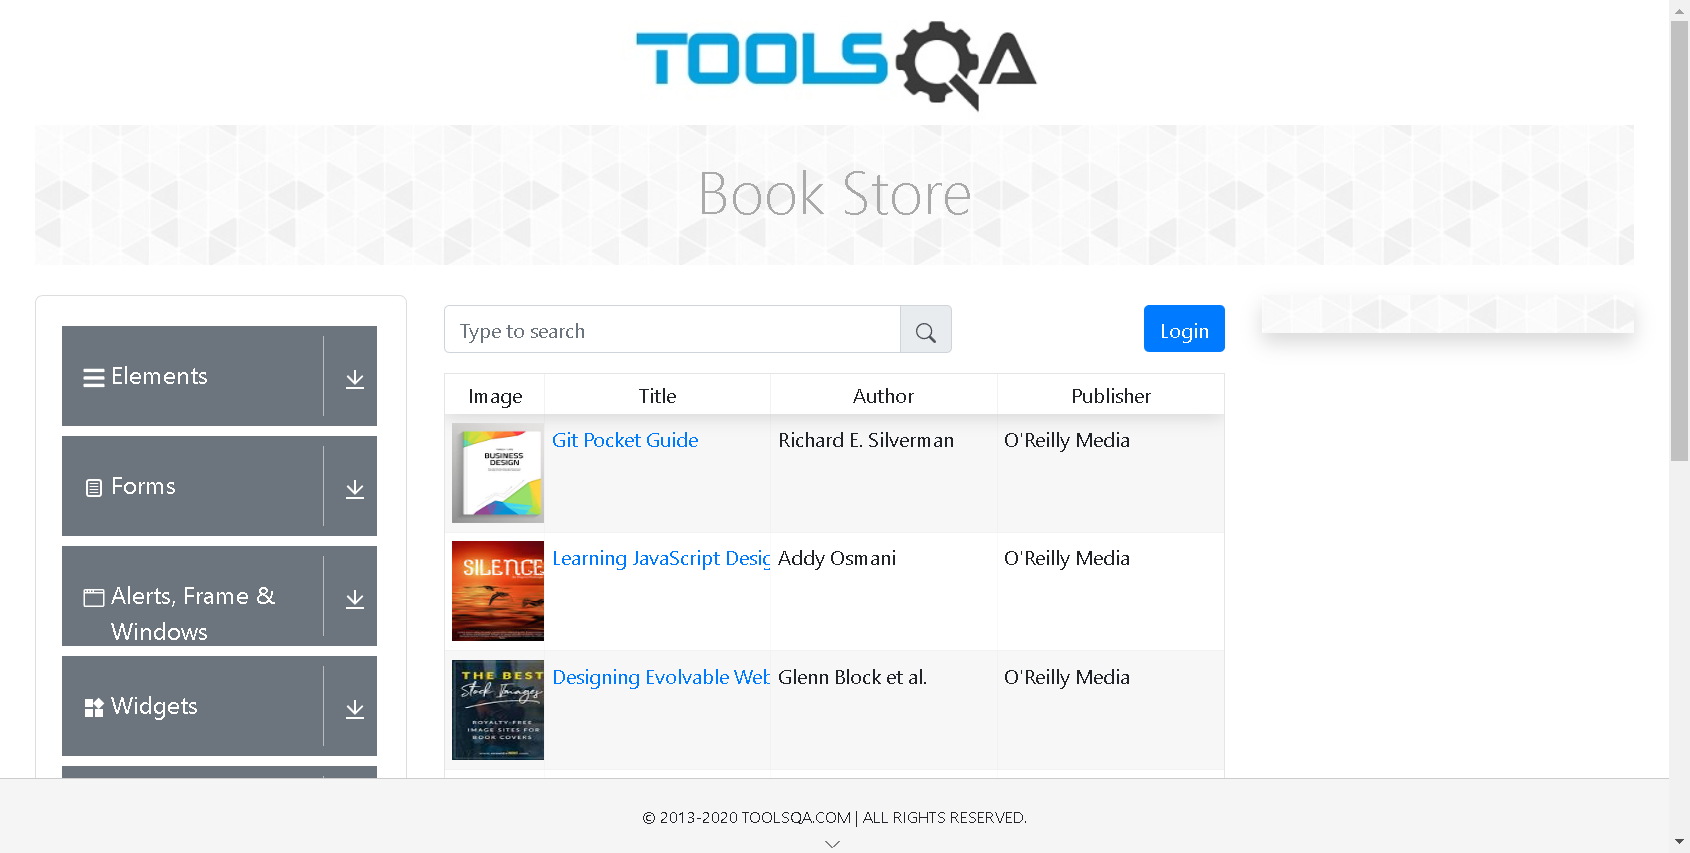 TOOLSQA
Book Store
Elements
Forms
Alerts, Frame &
Windows
Widgets
Type to search
Login
Image Title Author Publisher
BUSINESS
DESIGN
Git Pocket Guide Richard E. Silverman O'Reilly Media
SILENCE
Learning JavaScript Desig Addy Osmani O'Reilly Media
THE BEST
Stock Images
ROYALTY-FREE
IMAGE SITES FOR
BOOK COVERS
Designing Evolvable Web Glenn Block et al. O'Reilly Media
© 2013-2020 TOOLSQA.COM | ALL RIGHTS RESERVED.